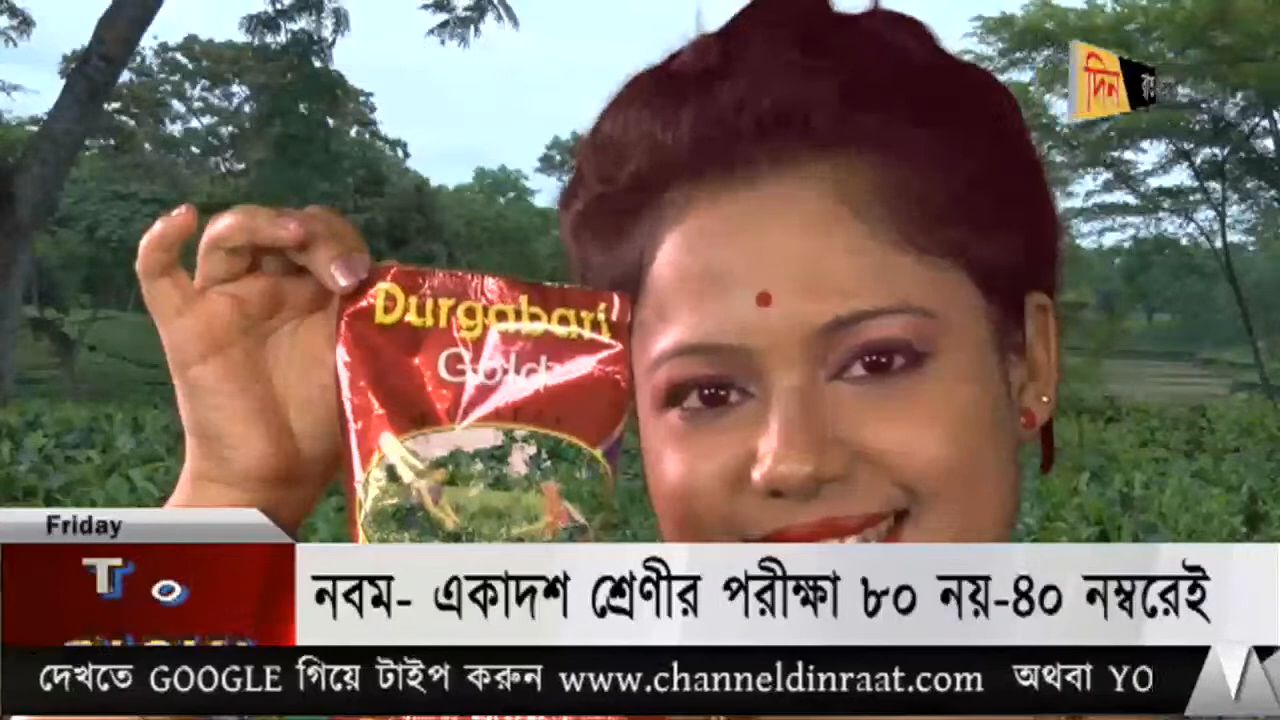 দিন
Durgabari
Gold
Friday
To
নবম- একাদশ শ্রেণীর পরীক্ষা ৮০ নয়-৪০ নম্বরেই
দেখতে GOOGLE গিয়ে টাইপ করুন www.channeldinraat.com অথবা YO